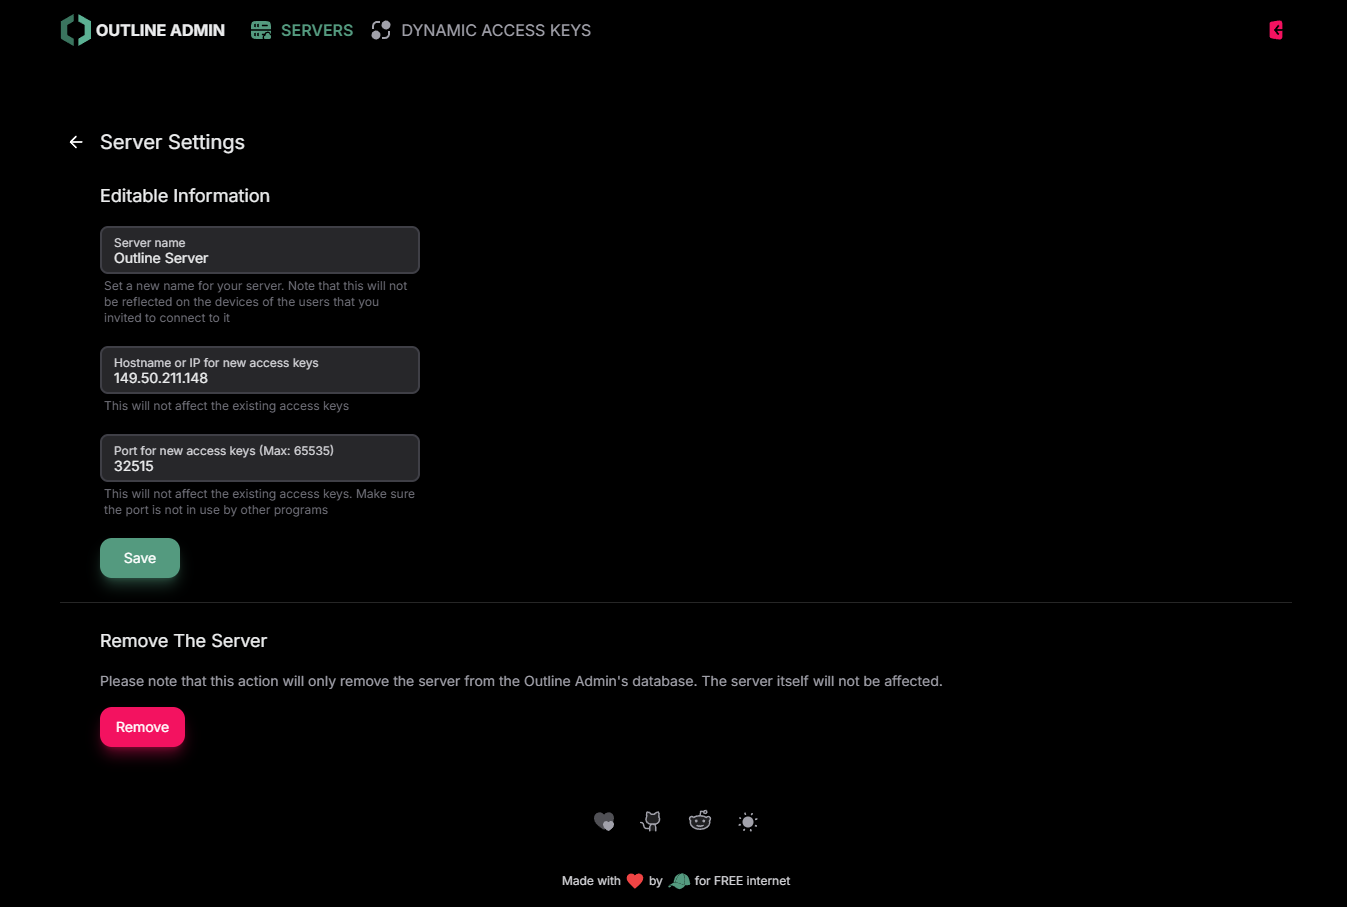 OUTLINE ADMIN SERVERS DYNAMIC ACCESS KEYS
Server Settings
Editable Information
Server name
Outline Server
Set a new name for your server. Note that this will not
be reflected on the devices of the users that you
invited to connect to it
Hostname or IP for new access keys
149.50.211.148
This will not affect the existing access keys
Port for new access keys (Max: 65535)
32515
This will not affect the existing access keys. Make sure
the port is not in use by other programs
Save
Remove The Server
Please note that this action will only remove the server from the Outline Admin's database. The server itself will not be affected.
Remove
Made with by for FREE internet